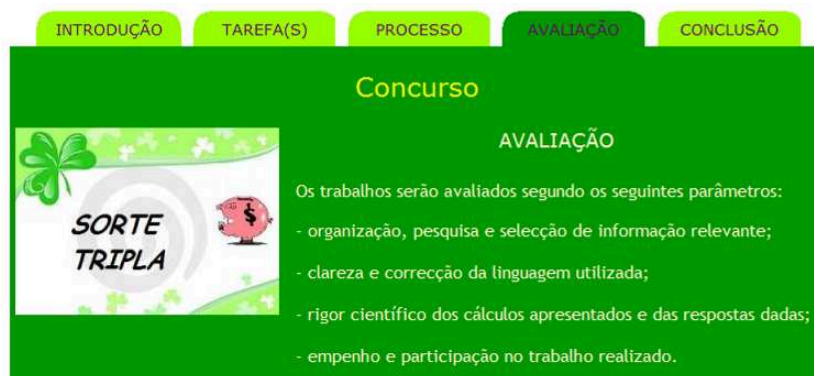 INTRODUÇÃO TAREFA(S) PROCESSO AVALIAÇÃO CONCLUSÃO
Concurso
AVALIAÇÃO
SORTE
TRIPLA
$
Os trabalhos serão avaliados segundo os seguintes parâmetros:
- organização, pesquisa e selecção de informação relevante;
- clareza e correcção da linguagem utilizada;
- rigor científico dos cálculos apresentados e das respostas dadas;
- empenho e participação no trabalho realizado.